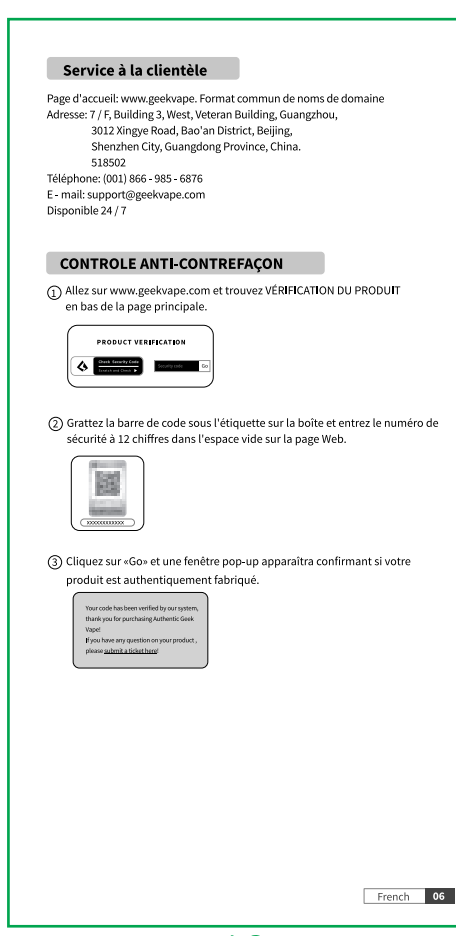 Service à la clientèle
Page d'accueil: www.geekvape. Format commun de noms de domaine
Adresse: 7 / F, Building 3, West, Veteran Building, Guangzhou,
3012 Xingye Road, Bao'an District, Beijing,
Shenzhen City, Guangdong Province, China.
518502
Téléphone: (001) 866 - 985 - 6876
E - mail: support@geekvape.com
Disponible 24 / 7
CONTROLE ANTI-CONTREFAÇON
① Allez sur www.geekvape.com et trouvez VÉRIFICATION DU PRODUIT
en bas de la page principale.
PRODUCT VERIFICATION
Check Security Code
Scratch and Check ▶
Security code Go
② Grattez la barre de code sous l'étiquette sur la boîte et entrez le numéro de
sécurité à 12 chiffres dans l'espace vide sur la page Web.
XXXXXXXXXXXX
③ Cliquez sur «Go» et une fenêtre pop-up apparaîtra confirmant si votre
produit est authentiquement fabriqué.
Your code has been verified by our system,
thank you for purchasing Authentic Geek
Vape!
If you have any question on your product ,
please submit a ticket here!
French 06